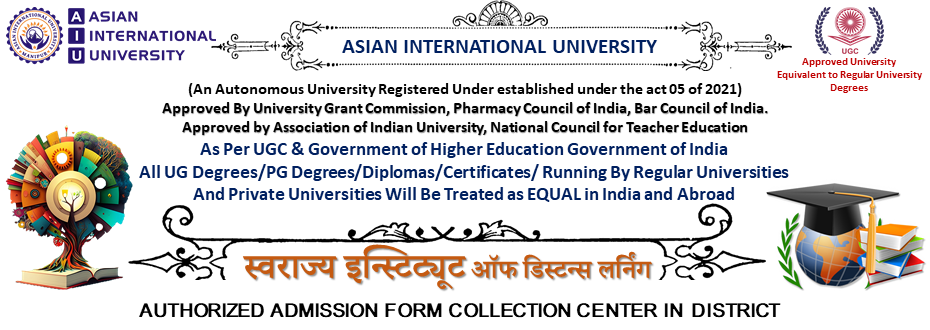 ASIAN
INTERNATIONAL
UNIVERSITY
A
I
U
ASIAN INTERNATIONAL UNIVERSITY
UGC
Approved University
Equivalent to Regular University
Degrees
(An Autonomous University Registered Under established under the act 05 of 2021)
Approved By University Grant Commission, Pharmacy Council of India, Bar Council of India.
Approved by Association of Indian University, National Council for Teacher Education
As Per UGC & Government of Higher Education Government of India
All UG Degrees/PG Degrees/Diplomas/Certificates/ Running By Regular Universities
And Private Universities Will Be Treated as EQUAL in India and Abroad
स्वराज्य इन्स्टिट्यूट ऑफ डिस्टन्स लर्निंग
AUTHORIZED ADMISSION FORM COLLECTION CENTER IN DISTRICT